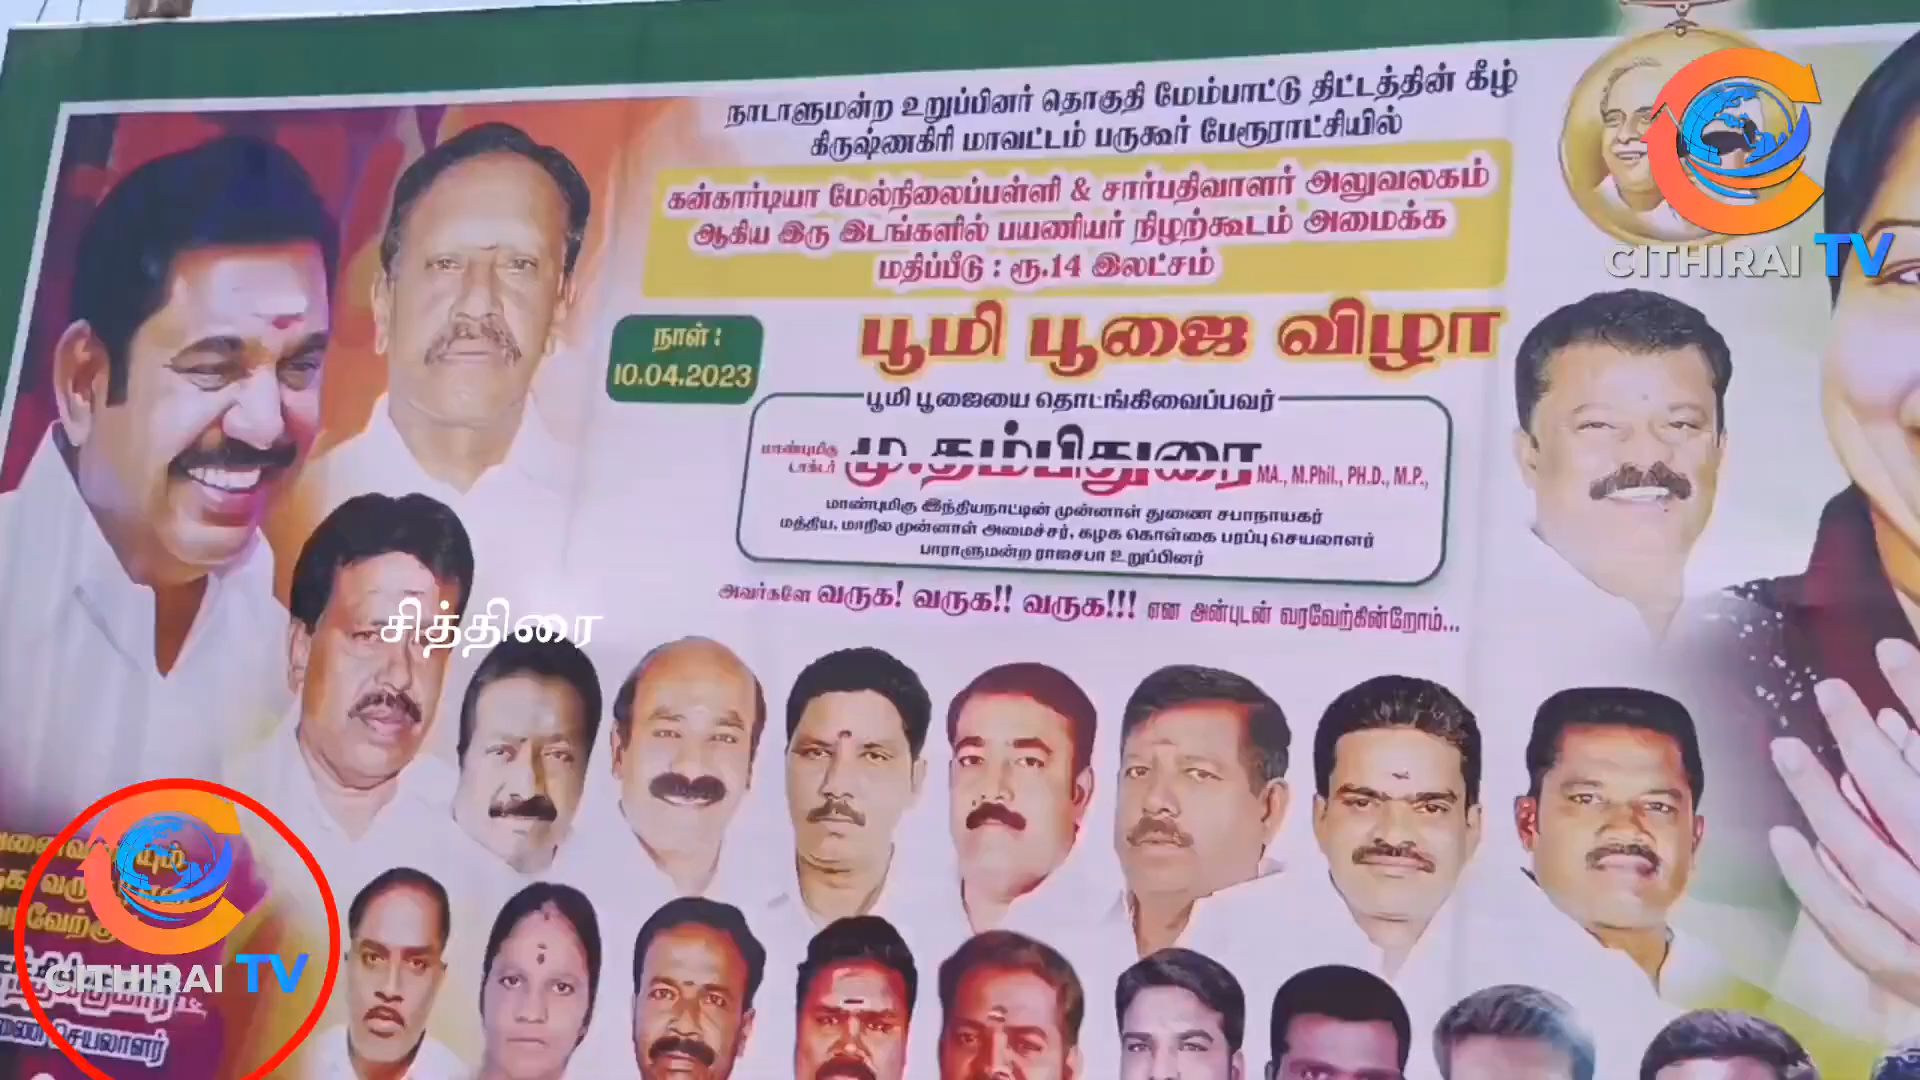 நாடாளுமன்ற உறுப்பினர் தொகுதி மேம்பாட்டு திட்டத்தின் கீழ்
கிருஷ்ணகிரி மாவட்டம் பருகூர் பேரூராட்சியில்
கன்கார்டியா மேல்நிலைப்பள்ளி & சார்பதிவாளர் அலுவலகம்
ஆகிய இரு இடங்களில் பயணியர் நிழற்கூடம் அமைக்க
மதிப்பீடு : ரூ.14 இலட்சம்
CITHIRAI TV
பூமி பூஜை விழா
நாள் :
10.04.2023
பூமி பூஜையை தொடங்கிவைப்பவர்
மாண்புமிகு
டாக்டர்
மு.தம்பிதுரை MA., M.Phil., PH.D., M.P.,
மாண்புமிகு இந்தியநாட்டின் முன்னாள் துணை சபாநாயகர்
மத்திய, மாநில முன்னாள் அமைச்சர், கழக கொள்கை பரப்பு செயலாளர்
பாராளுமன்ற ராஜசபா உறுப்பினர்
அவர்களே வருக! வருக!! வருக!!! என அன்புடன் வரவேற்கின்றோம்...
சித்திரை
CITHIRAI TV